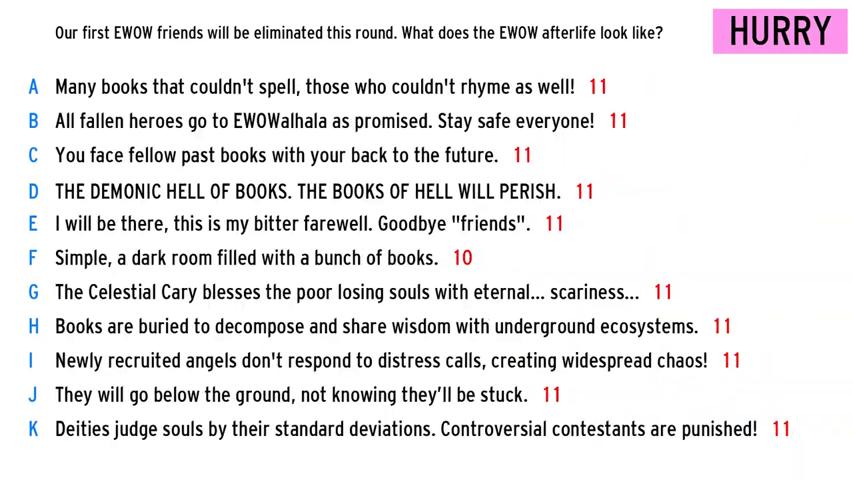 Our first EWOW friends will be eliminated this round. What does the EWOW afterlife look like?
HURRY
A Many books that couldn't spell, those who couldn't rhyme as well! 11
B All fallen heroes go to EWOWalhala as promised. Stay safe everyone! 11
C You face fellow past books with your back to the future. 11
D THE DEMONIC HELL OF BOOKS. THE BOOKS OF HELL WILL PERISH. 11
E I will be there, this is my bitter farewell. Goodbye "friends". 11
F Simple, a dark room filled with a bunch of books. 10
G The Celestial Cary blesses the poor losing souls with eternal... scariness... 11
H Books are buried to decompose and share wisdom with underground ecosystems. 11
I Newly recruited angels don't respond to distress calls, creating widespread chaos! 11
J They will go below the ground, not knowing they’ll be stuck. 11
K Deities judge souls by their standard deviations. Controversial contestants are punished! 11